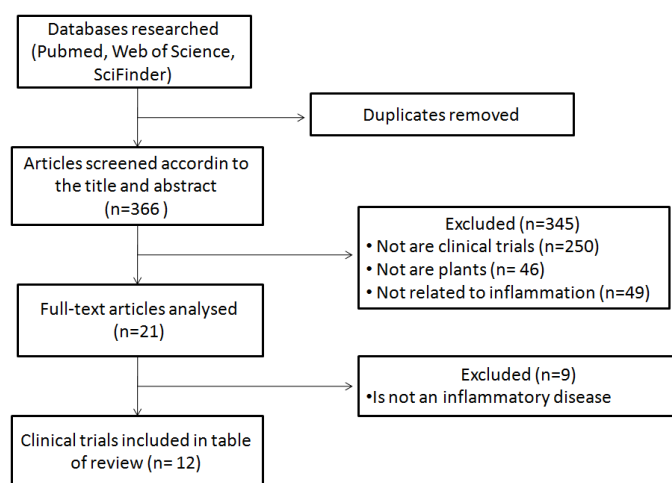 Databases researched
(Pubmed, Web of Science,
SciFinder)
Duplicates removed
Articles screened accordin to
the title and abstract
(n=366 )
Excluded (n=345)
• Not are clinical trials (n=250)
• Not are plants (n= 46)
• Not related to inflammation (n=49)
Full-text articles analysed
(n=21)
Excluded (n=9)
•Is not an inflammatory disease
Clinical trials included in table
of review (n= 12)